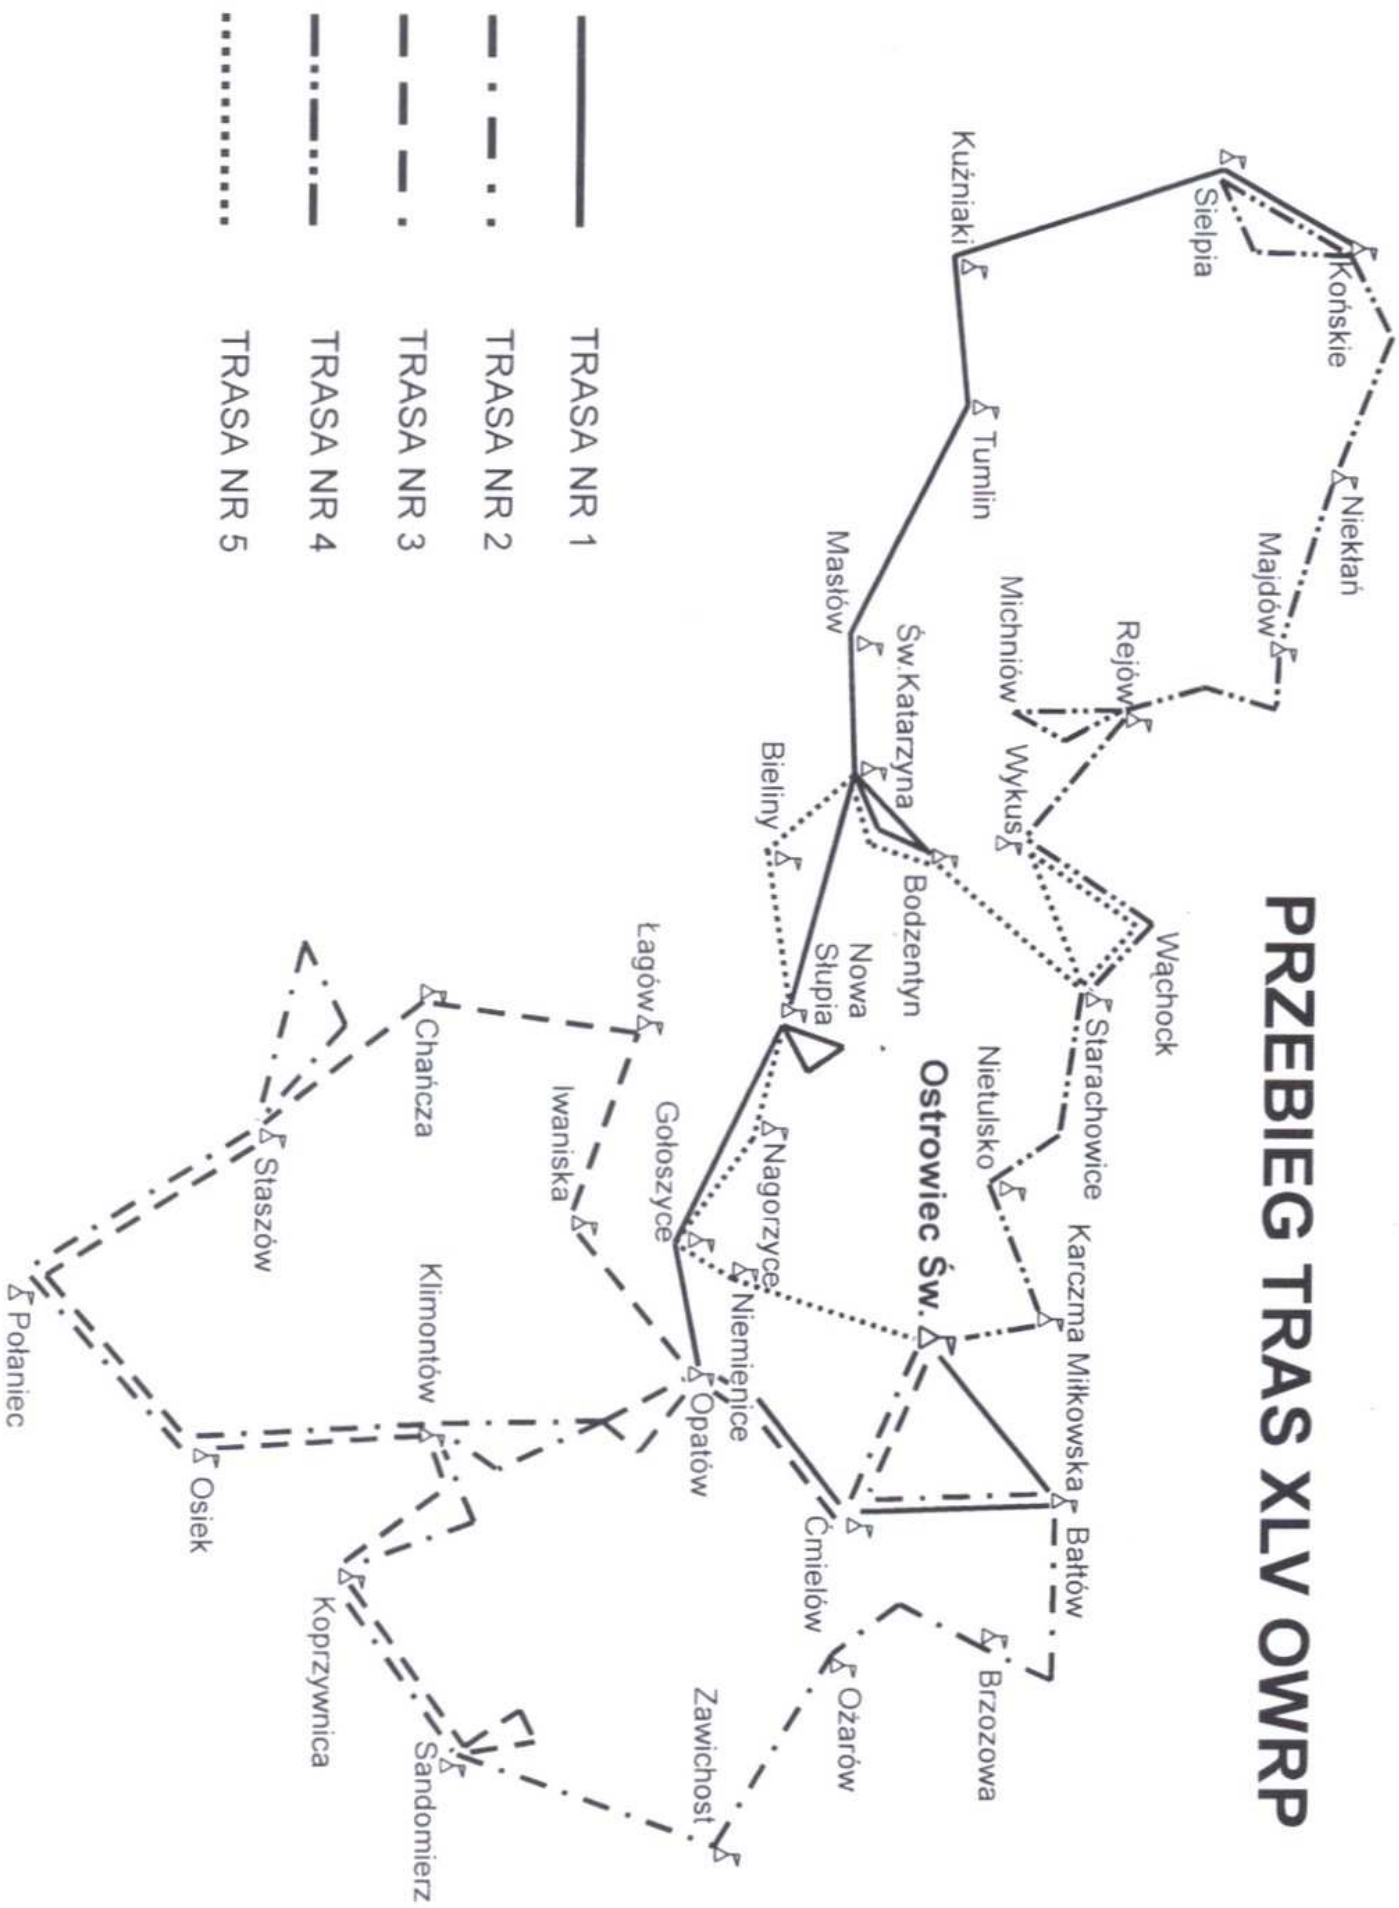 PRZEBIEG TRAS XLV OWRP
Końskie
Sielpia
Niekłań
Majdów
Rejów
Michniów
Wykus
Wąchock
Starachowice
Nietulisko
Karczma Miłkowska
Bałtów
Brzozowa
Ożarów
Zawichost
Sandomierz
Koprzywnica
Klimontów
Osiek
Połaniec
Staszów
Chańcza
Łagów
Iwaniska
Opatów
Ćmielów
Ostrowiec Św.
Niemienice
Nagorzyce
Gołoszyce
Nowa
Słupia
Bodzentyn
Bieliny
Św.Katarzyna
Masłów
Tumlin
Kuźniaki
TRASA NR 1
TRASA NR 2
TRASA NR 3
TRASA NR 4
TRASA NR 5